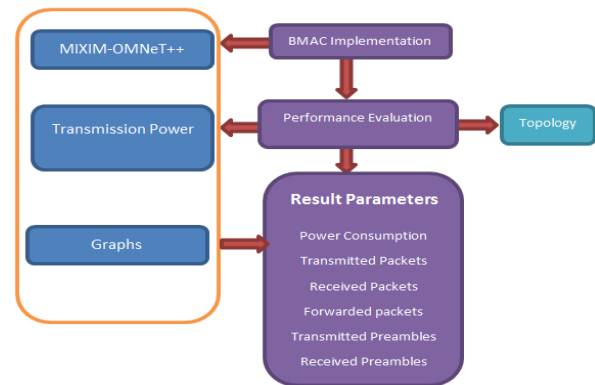 MIXIM-OMNeT++
BMAC Implementation
Transmission Power
Performance Evaluation
Topology
Graphs
Result Parameters
Power Consumption
Transmitted Packets
Received Packets
Forwarded packets
Transmitted Preambles
Received Preambles